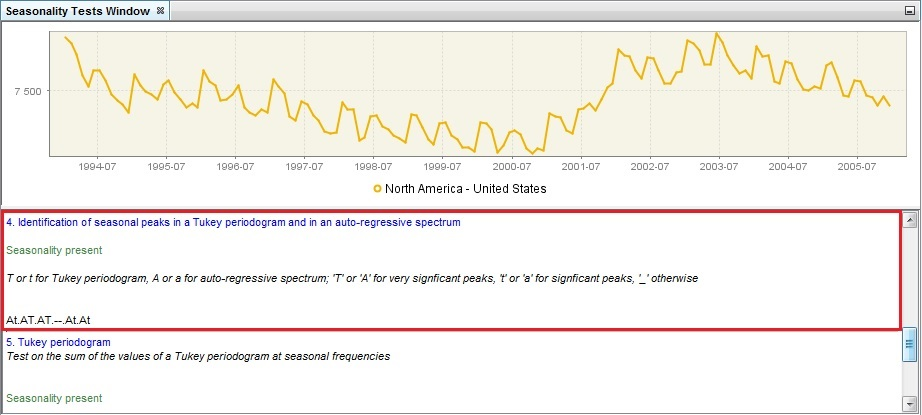 Seasonality Tests Window
7 500
1994-07 1995-07 1996-07 1997-07 1998-07 1999-07 2000-07 2001-07 2002-07 2003-07 2004-07 2005-07
North America - United States
4. Identification of seasonal peaks in a Tukey periodogram and in an auto-regressive spectrum
Seasonality present
T or t for Tukey periodogram, A or a for auto-regressive spectrum; 'T' or 'A' for very signficant peaks, 't' or 'a' for signficant peaks, '_' otherwise
At.AT.AT.--.At.At
5. Tukey periodogram
Test on the sum of the values of a Tukey periodogram at seasonal frequencies
Seasonality present